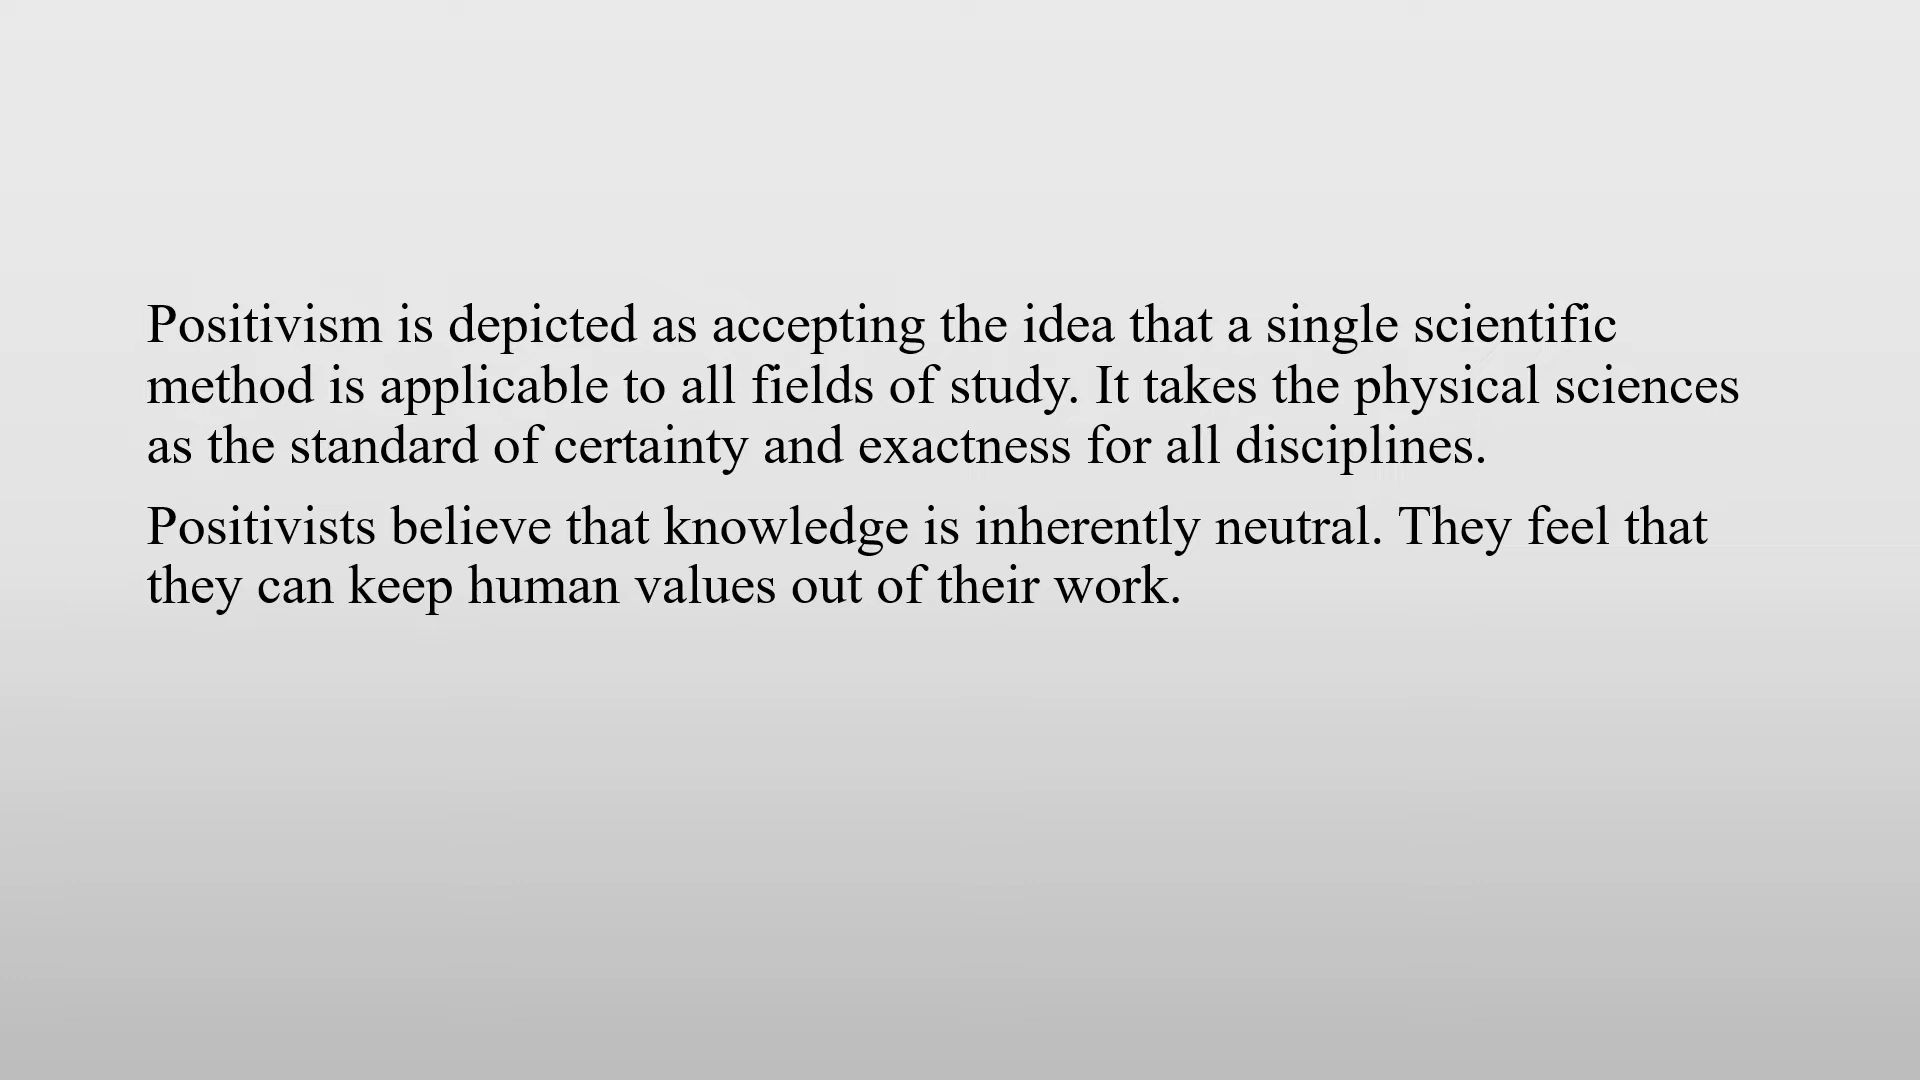 Positivism is depicted as accepting the idea that a single scientific
method is applicable to all fields of study. It takes the physical sciences
as the standard of certainty and exactness for all disciplines.
Positivists believe that knowledge is inherently neutral. They feel that
they can keep human values out of their work.